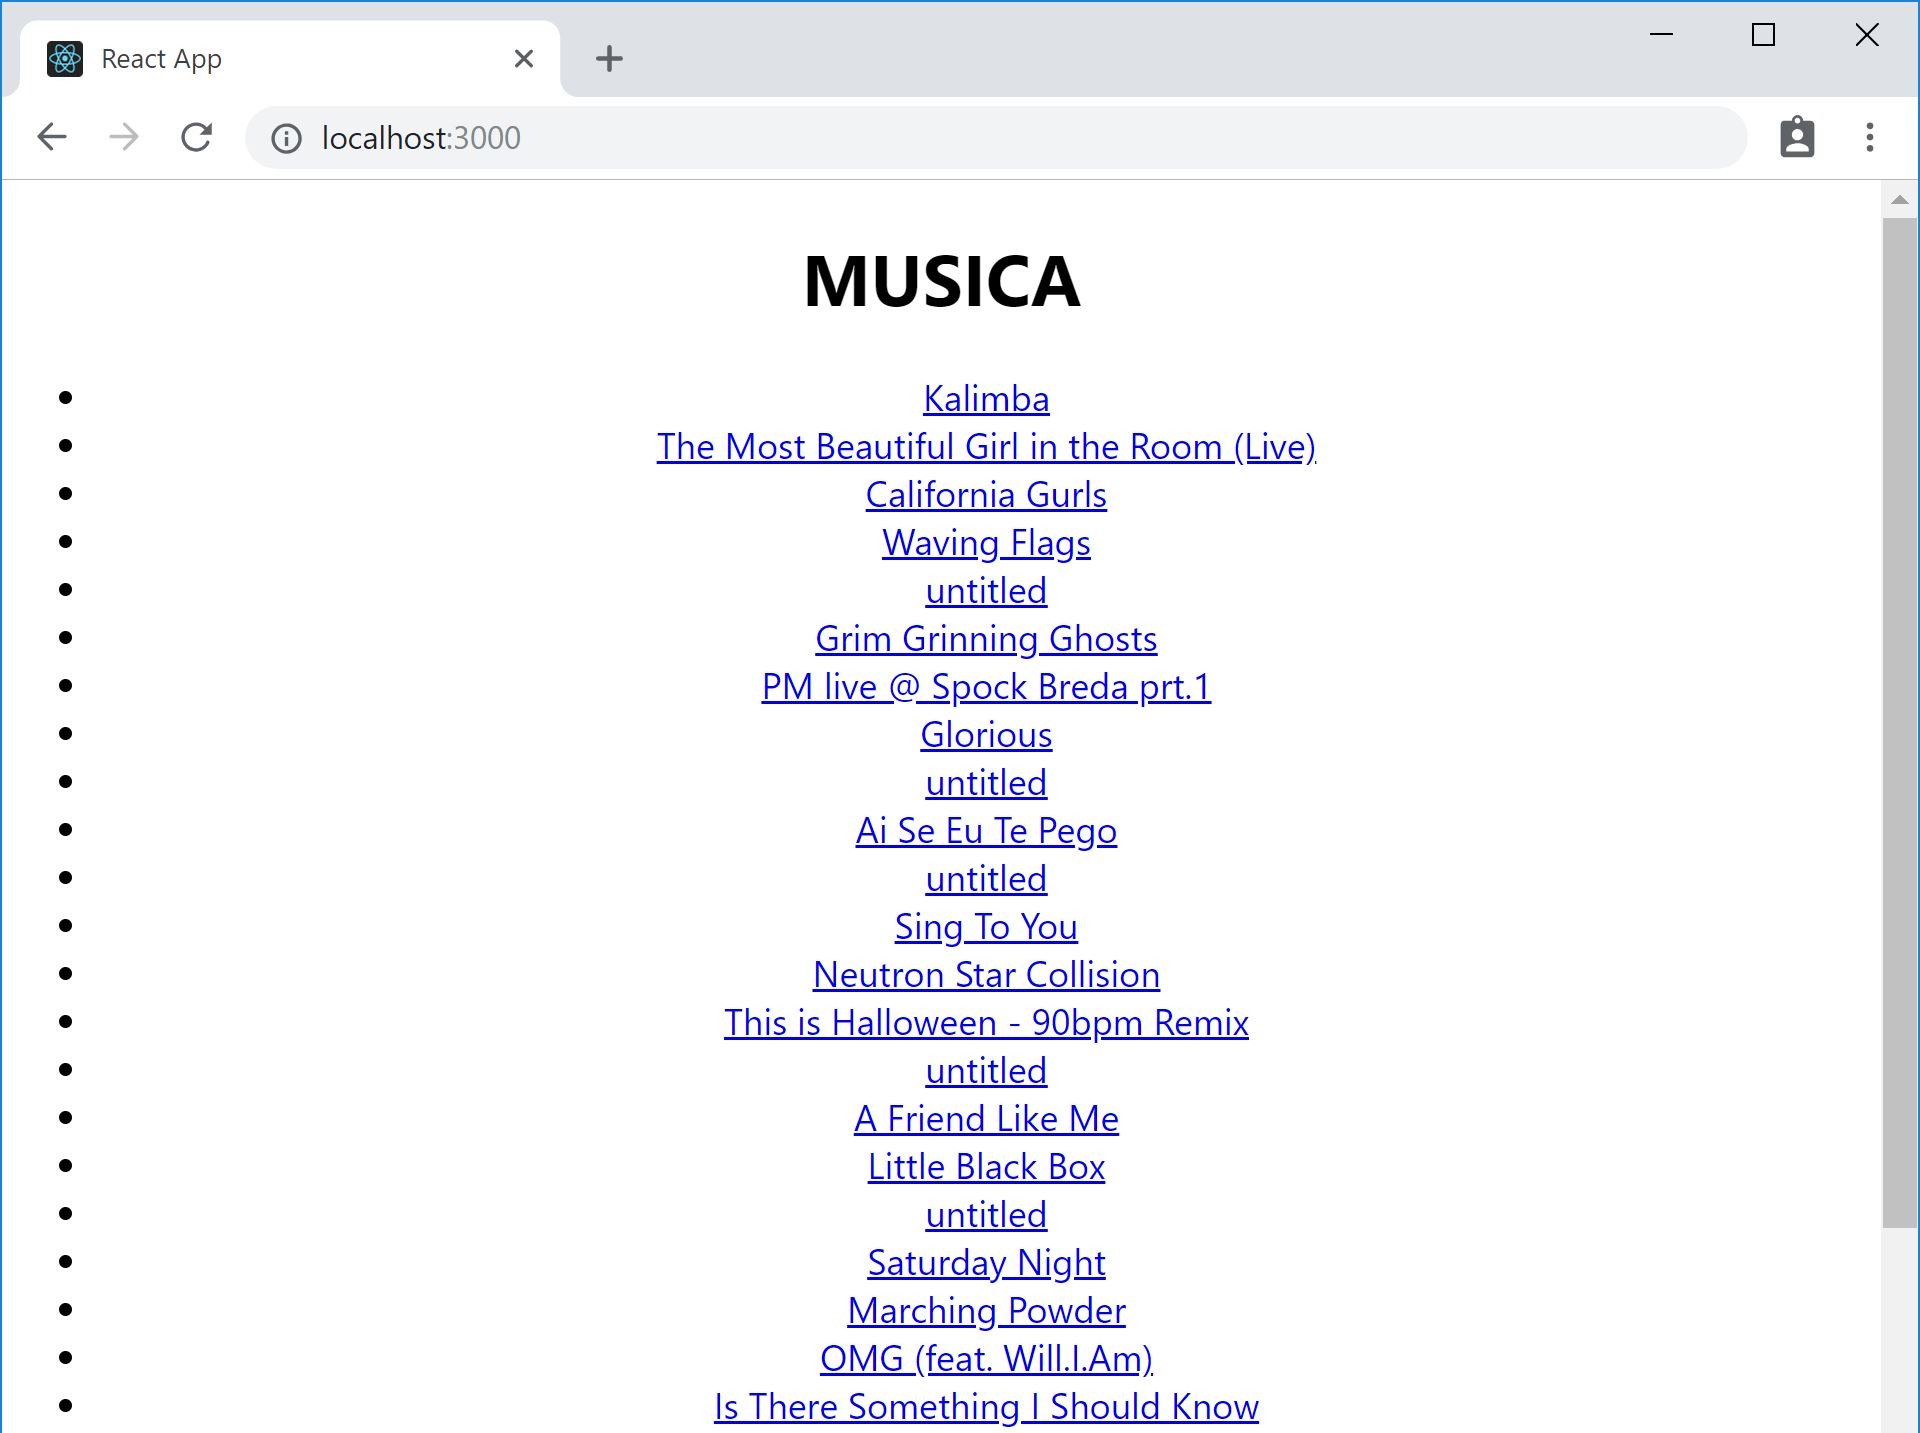 React App
localhost:3000
MUSICA
Kalimba
The Most Beautiful Girl in the Room (Live)
California Gurls
Waving Flags
untitled
Grim Grinning Ghosts
PM live @ Spock Breda prt.1
Glorious
untitled
Ai Se Eu Te Pego
untitled
Sing To You
Neutron Star Collision
This is Halloween - 90bpm Remix
untitled
A Friend Like Me
Little Black Box
untitled
Saturday Night
Marching Powder
OMG (feat. Will.I.Am)
Is There Something I Should Know